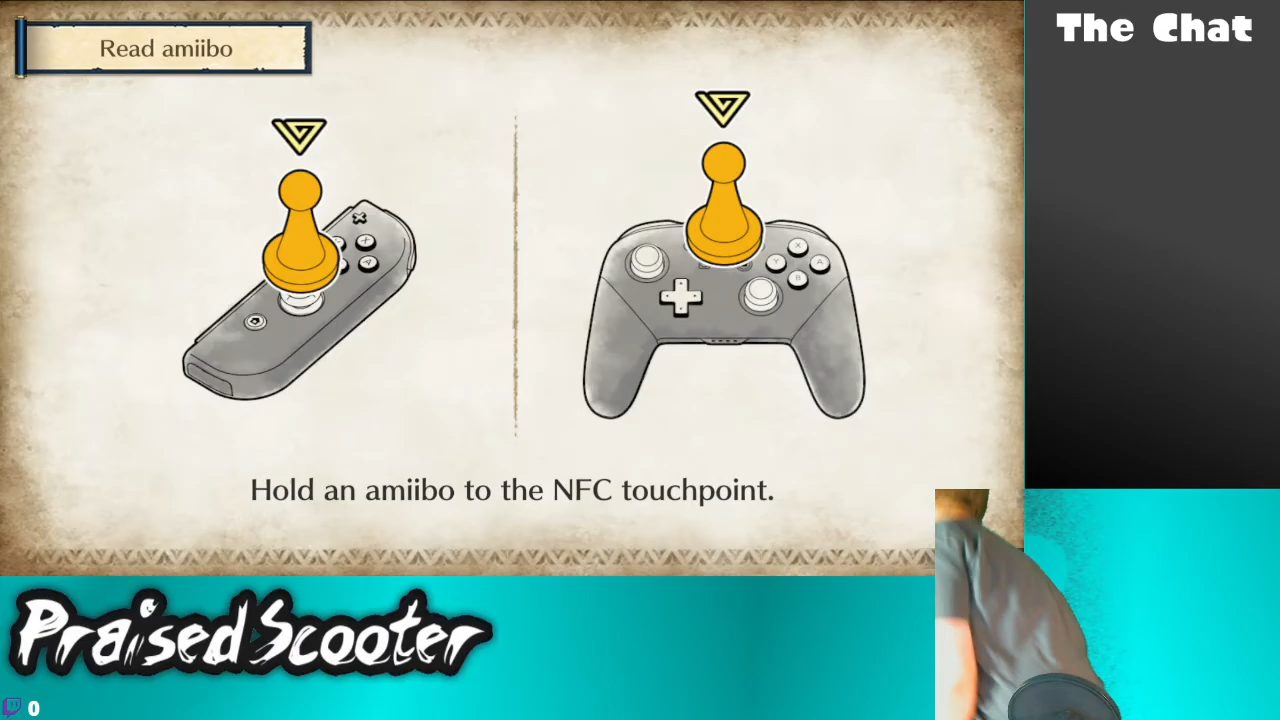 Read amiibo
The Chat
X
Y
A
B
Hold an amiibo to the NFC touchpoint.
PraisedScooter
0